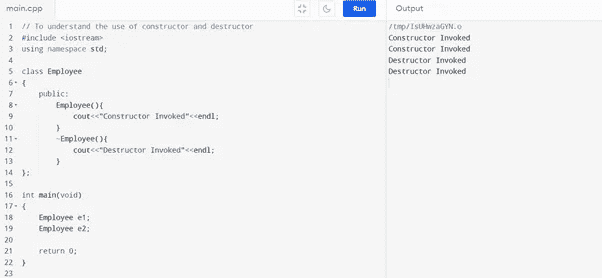 main.cpp
Run
Output
1 // To understand the use of constructor and destructor
2 #include <iostream>
3 using namespace std;
4
5 class Employee
6 {
7 public:
8 Employee(){
9 cout<<"Constructor Invoked"<<endl;
10 }
11 ~Employee(){
12 cout<<"Destructor Invoked"<<endl;
13 }
14 };
15
16 int main(void)
17 {
18 Employee e1;
19 Employee e2;
20
21 return 0;
22 }
23
/tmp/IsUHwzaGYN.o
Constructor Invoked
Constructor Invoked
Destructor Invoked
Destructor Invoked